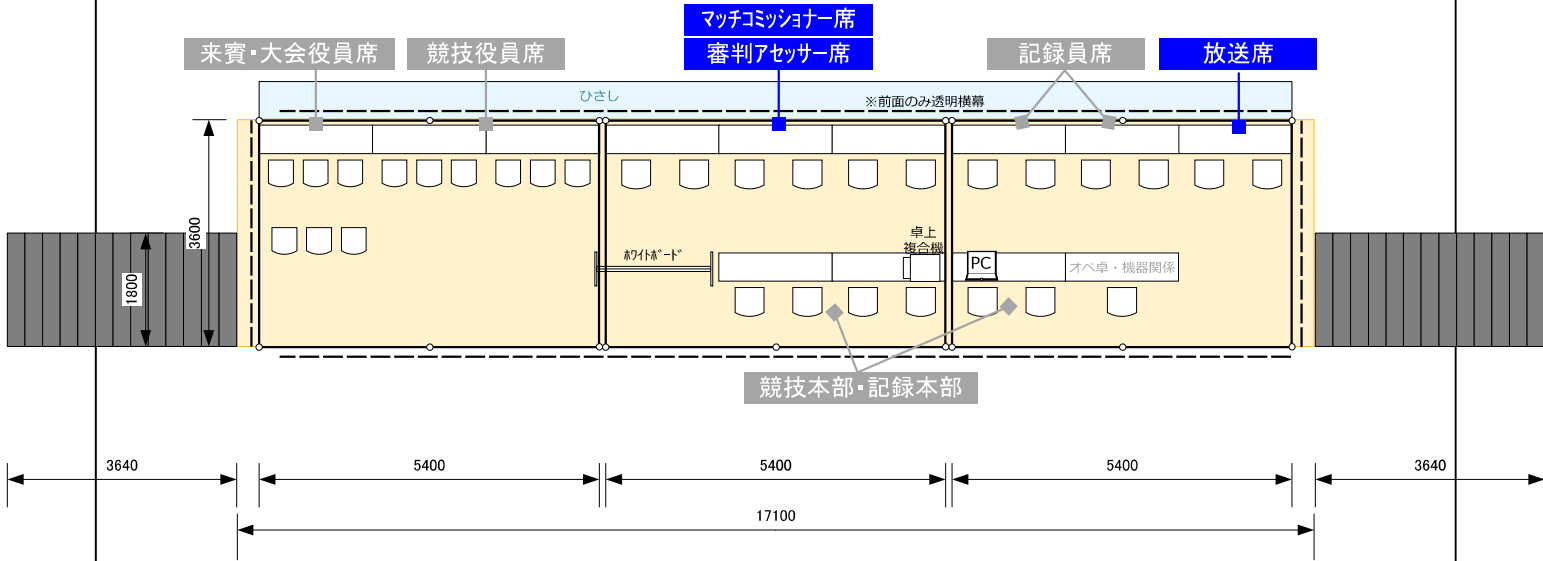 マッチコミッショナー席
来賓・大会役員席
競技役員席
審判アセッサー席
記録員席
放送席
ひさし
※前面のみ透明横幕
3600
1800
ﾎﾜｲﾄﾎﾞｰﾄﾞ
卓上
複合機
PC
オペ卓・機器関係
競技本部・記録本部
3640
5400
5400
5400
3640
17100